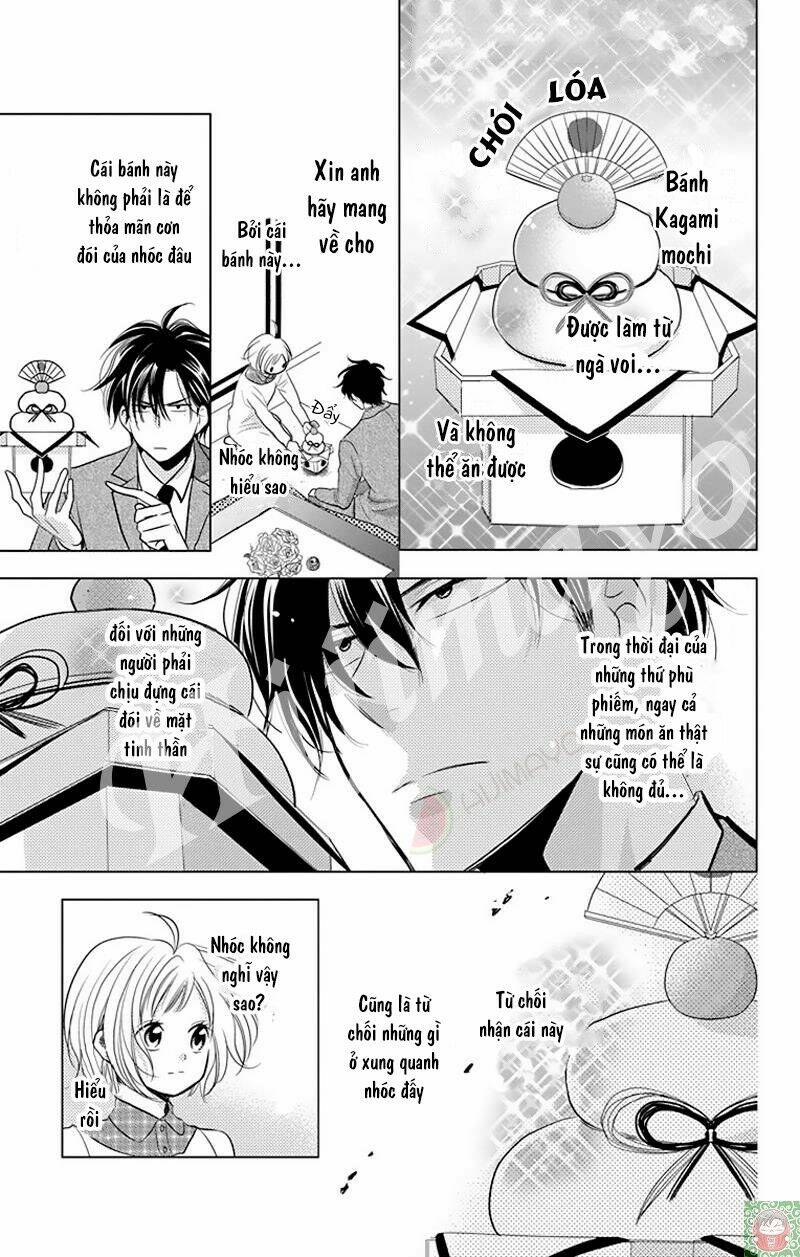 CHÓI LÓA
Bánh
Kagami
mochi
Được làm từ
ngà voi...
Và không
thể ăn được
Xin anh
hãy mang
về cho
Bởi cái
bánh này...
Đẩy
Nhóc không
hiểu sao
Cái bánh này
không phải là để
thỏa mãn cơn
đói của nhóc đâu
Trong thời đại của
những thứ phù
phiếm, ngay cả
những món ăn thật
sự cũng có thể là
không đủ...
đối với những
người phải
chịu đựng cái
đói về mặt
tinh thần
HIJIMAYO
Từ chối
nhận cái này
Cũng là từ
chối những gì
ở xung quanh
nhóc đấy
Nhóc không
nghĩ vậy
sao?
Hiểu
rồi